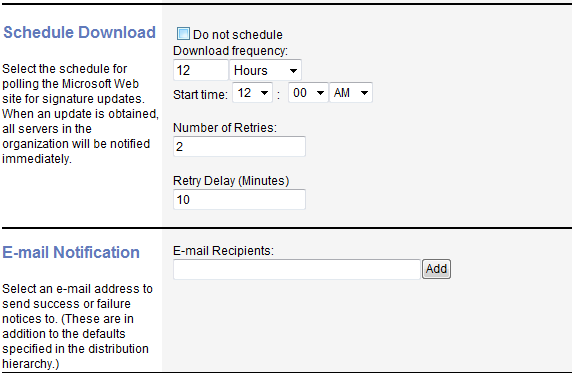 Schedule Download
Select the schedule for
polling the Microsoft Web
site for signature updates.
When an update is obtained,
all servers in the
organization will be notified
immediately.
Do not schedule
Download frequency:
12 Hours
Start time: 12 : 00 AM
Number of Retries:
2
Retry Delay (Minutes)
10
E-mail Notification
Select an e-mail address to
send success or failure
notices to. (These are in
addition to the defaults
specified in the distribution
hierarchy.)
E-mail Recipients:
Add